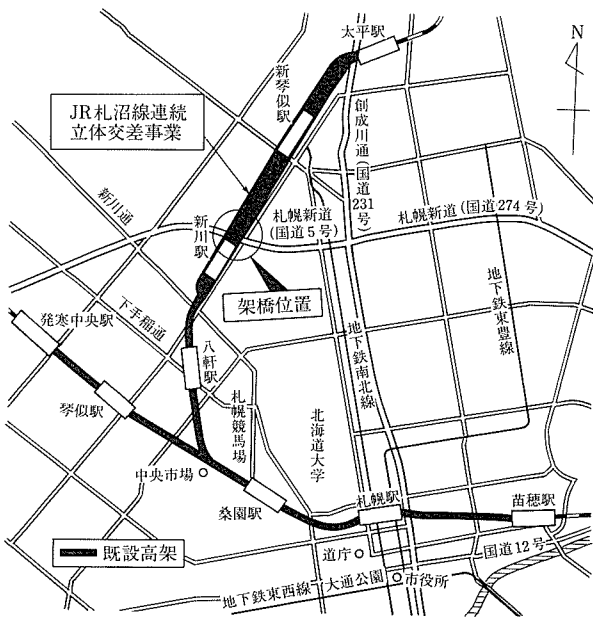 太平駅
N
新琴似駅
JR札沼線連続
立体交差事業
創成川通(国道231号)
新川通
新川駅
札幌新道
(国道5号)
札幌新道(国道274号)
架橋位置
下手稲通
発寒中央駅
八軒駅
地下鉄南北線
地下鉄東豊線
琴似駅
札幌競馬場
北海道大学
中央市場
桑園駅
札幌駅
苗穂駅
既設高架
道庁
国道12号
地下鉄東西線
大通公園
市役所